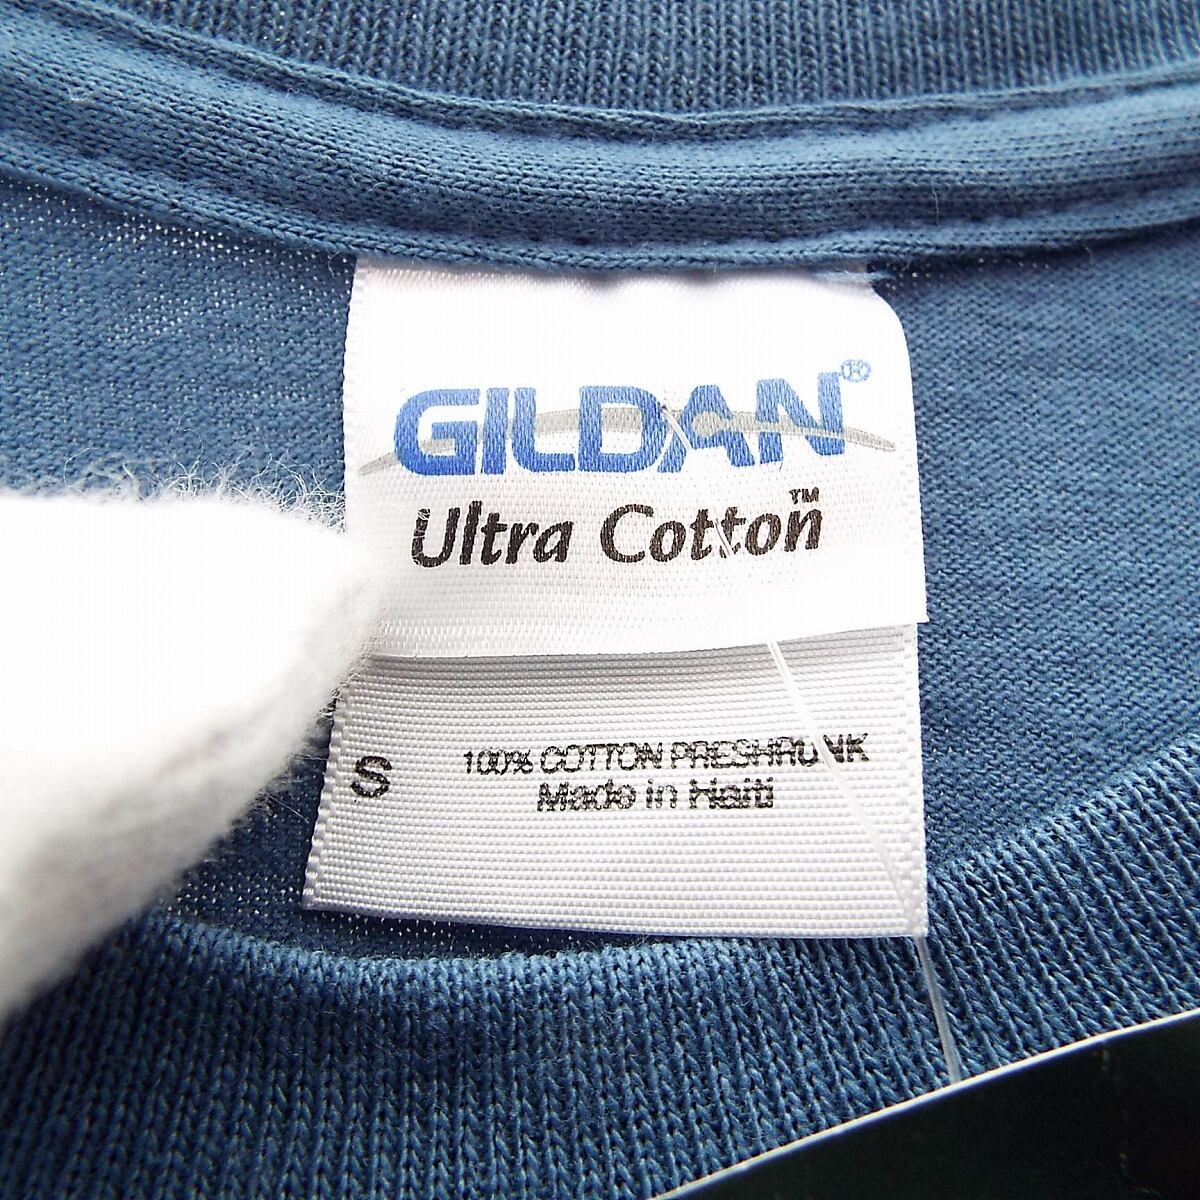 GILDAN®
Ultra Cotton™
S 100% COTTON PRESHRUNK
Made in Haiti